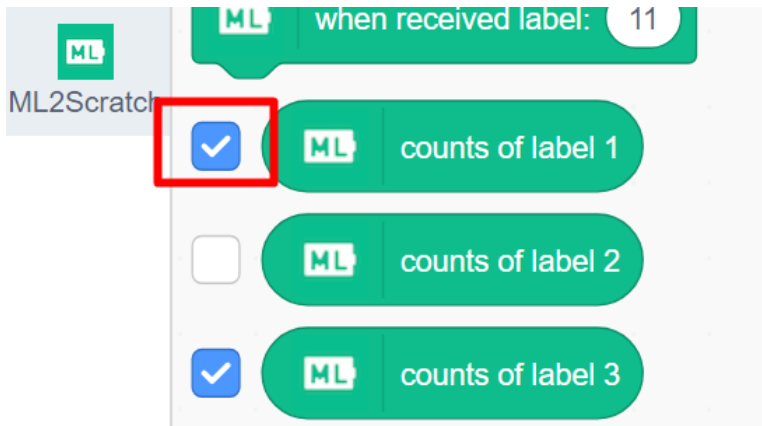 ML when received label: 11
ML
ML2Scratch
ML counts of label 1
ML counts of label 2
ML counts of label 3